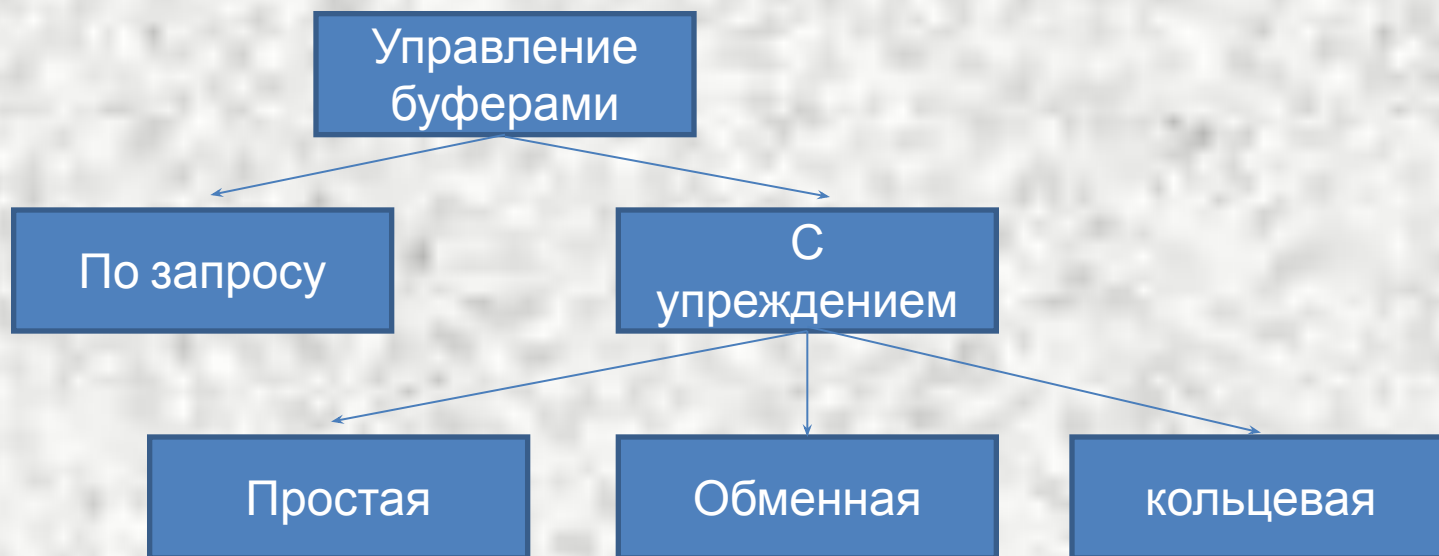 Управление
буферами
По запросу
С
упреждением
Простая
Обменная
кольцевая